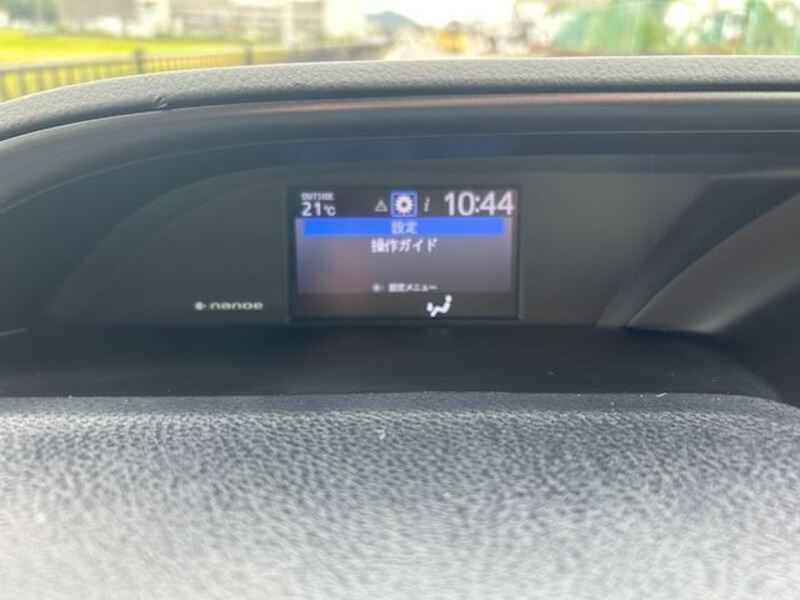 OUTSIDE
21℃ 10:44
設定
操作ガイド
設定メニュー
nanoe